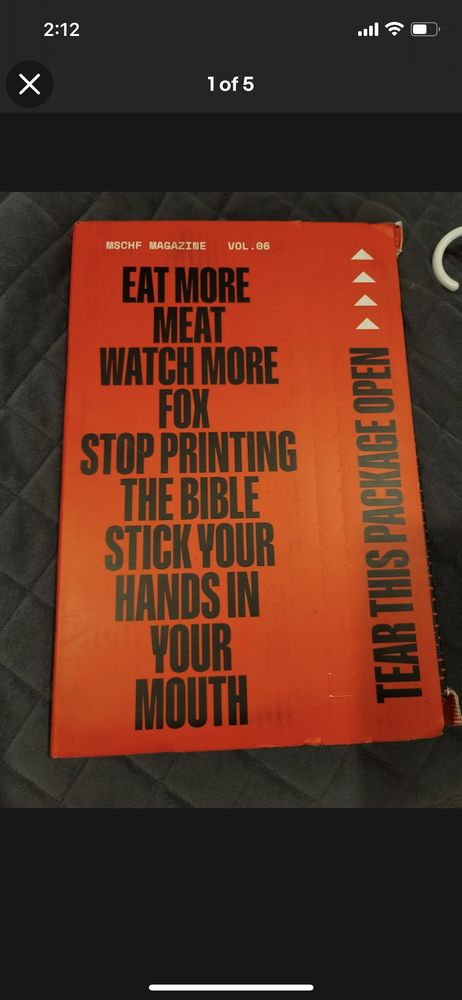 2:12
1 of 5
MSCHF MAGAZINE VOL.06
EAT MORE
MEAT
WATCH MORE
FOX
STOP PRINTING
THE BIBLE
STICK YOUR
HANDS IN
YOUR
MOUTH
TEAR THIS PACKAGE OPEN